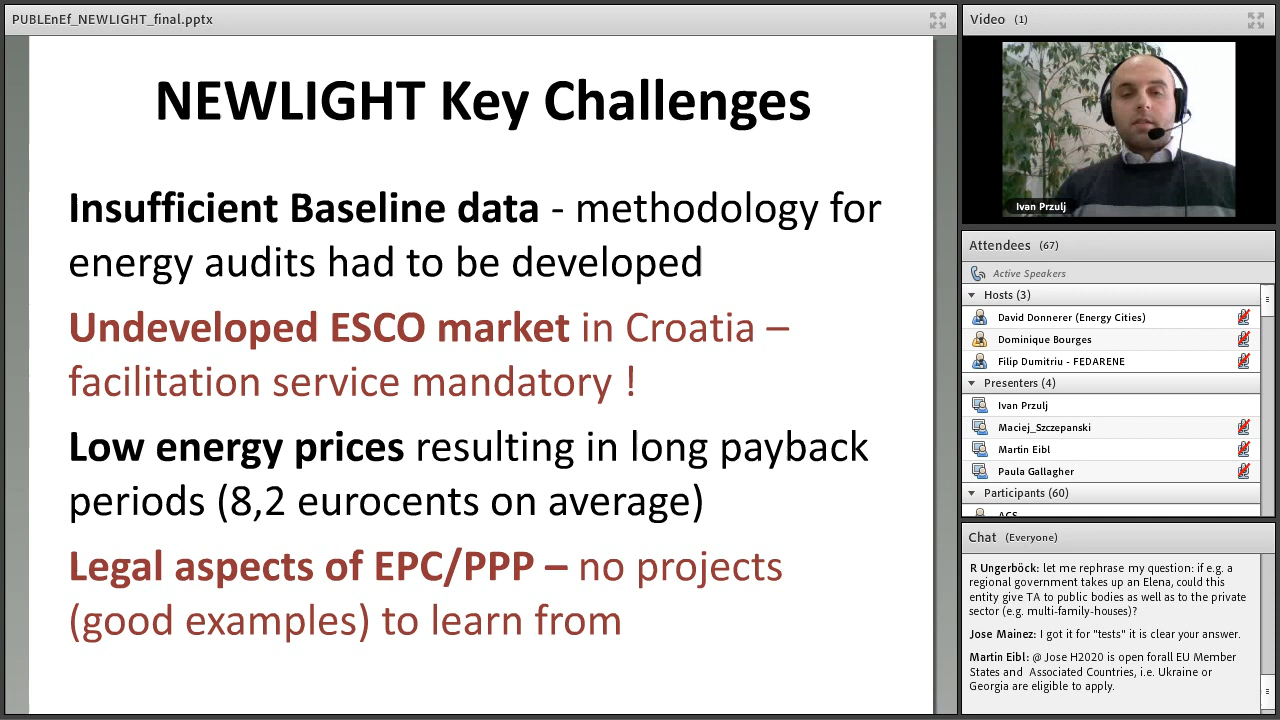 PUBLEnEf_NEWLIGHT_final.pptx
NEWLIGHT Key Challenges
Insufficient Baseline data - methodology for
energy audits had to be developed
Undeveloped ESCO market in Croatia –
facilitation service mandatory !
Low energy prices resulting in long payback
periods (8,2 eurocents on average)
Legal aspects of EPC/PPP – no projects
(good examples) to learn from
Video (1)
Ivan Przulj
Attendees (67)
Active Speakers
Hosts (3)
David Donnerer (Energy Cities)
Dominique Bourges
Filip Dumitriu - FEDARENE
Presenters (4)
Ivan Przulj
Maciej_Szczepanski
Martin Eibl
Paula Gallagher
Participants (60)
ACS
Chat (Everyone)
R Ungerböck: let me rephrase my question: if e.g. a
regional government takes up an Elena, could this
entity give TA to public bodies as well as to the private
sector (e.g. multi-family-houses)?
Jose Mainez: I got it for "tests" it is clear your answer.
Martin Eibl: @ Jose H2020 is open forall EU Member
States and Associated Countries, i.e. Ukraine or
Georgia are eligible to apply.